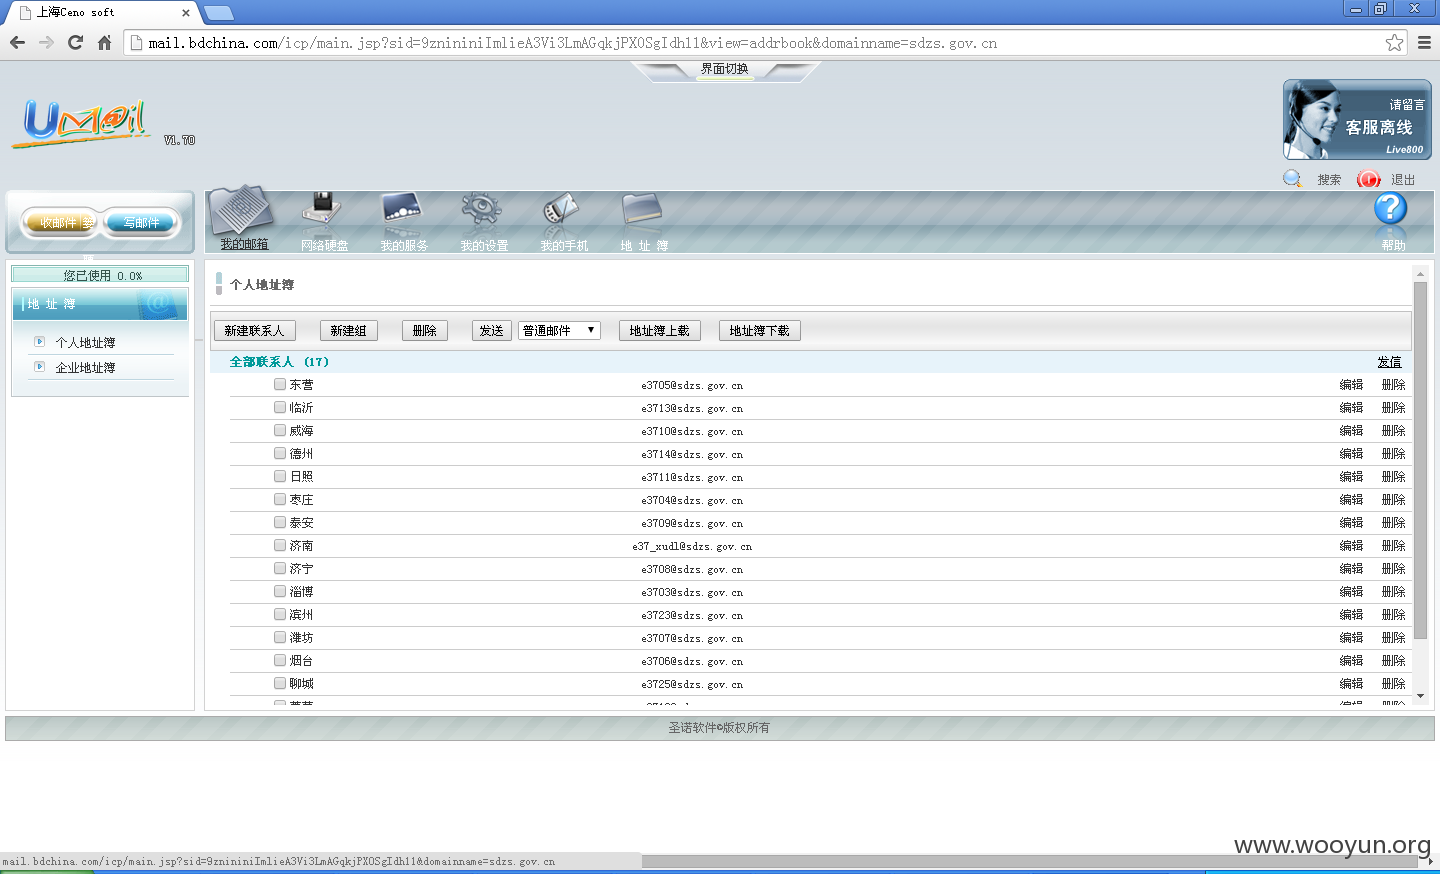 上海Ceno soft
mail.bdchina.com/icp/main.jsp?sid=9znininiImlieA3Vi3LmAGqkjPXOSgIdh11&view=addrbook&domainname=sdzs.gov.cn
界面切换
UMail V1.70
请留言
客服离线
Live800
搜索 退出
收邮件 写邮件
我的邮箱 网络硬盘 我的服务 我的设置 我的手机 地 址 簿 帮助
您已使用 0.0%
地 址 簿
个人地址簿
企业地址簿
个人地址簿
新建联系人 新建组 删除 发送 普通邮件 地址簿上载 地址簿下载
全部联系人 (17) 发信
东营 e3705@sdzs.gov.cn 编辑 删除
临沂 e3713@sdzs.gov.cn 编辑 删除
威海 e3710@sdzs.gov.cn 编辑 删除
德州 e3714@sdzs.gov.cn 编辑 删除
日照 e3711@sdzs.gov.cn 编辑 删除
枣庄 e3704@sdzs.gov.cn 编辑 删除
泰安 e3709@sdzs.gov.cn 编辑 删除
济南 e37_xudl@sdzs.gov.cn 编辑 删除
济宁 e3708@sdzs.gov.cn 编辑 删除
淄博 e3703@sdzs.gov.cn 编辑 删除
滨州 e3723@sdzs.gov.cn 编辑 删除
潍坊 e3707@sdzs.gov.cn 编辑 删除
烟台 e3706@sdzs.gov.cn 编辑 删除
聊城 e3725@sdzs.gov.cn 编辑 删除
圣诺软件©版权所有
www.wooyun.org
mail.bdchina.com/icp/main.jsp?sid=9znininiImlieA3Vi3LmAGqkjPXOSgIdh11&domainname=sdzs.gov.cn